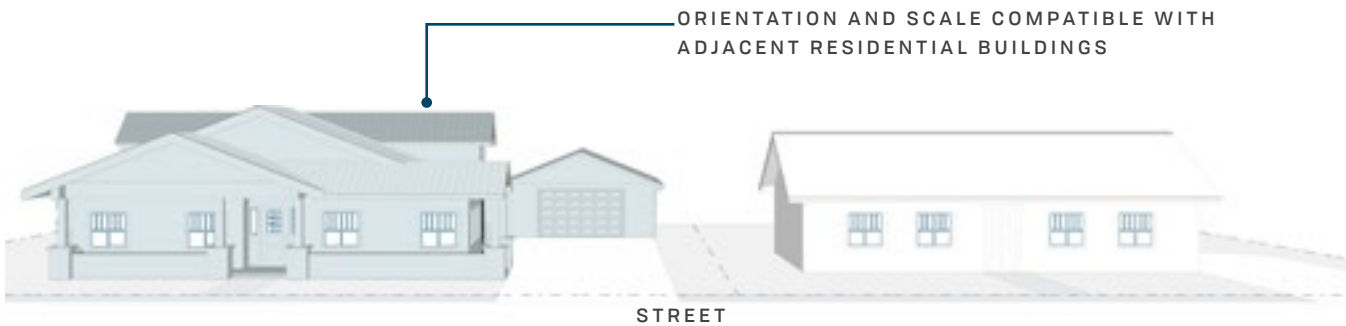 ORIENTATION AND SCALE COMPATIBLE WITH
ADJACENT RESIDENTIAL BUILDINGS
STREET